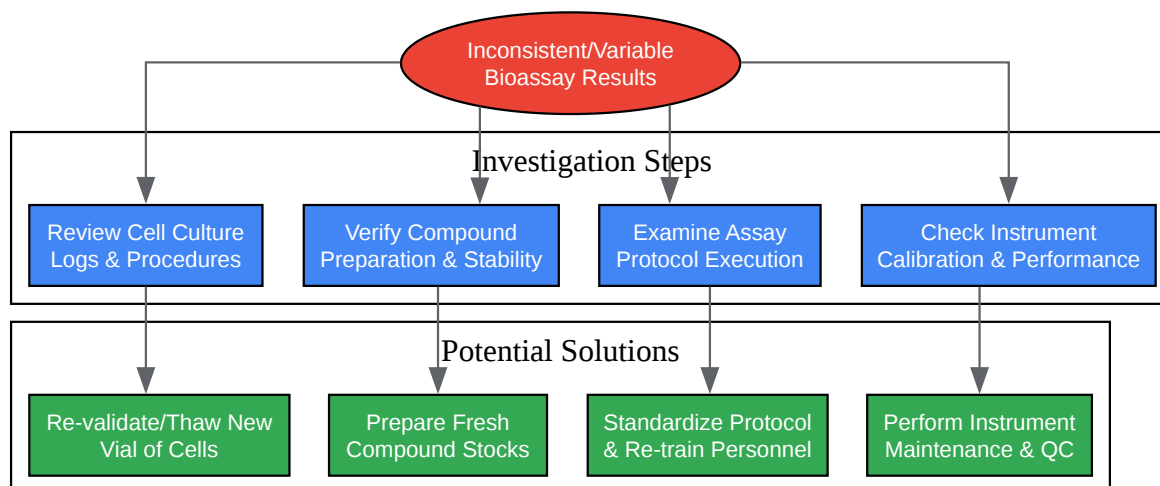 Inconsistent/Variable
Bioassay Results
Investigation Steps
Review Cell Culture
Logs & Procedures
Verify Compound
Preparation & Stability
Examine Assay
Protocol Execution
Check Instrument
Calibration & Performance
Potential Solutions
Re-validate/Thaw New
Vial of Cells
Prepare Fresh
Compound Stocks
Standardize Protocol
& Re-train Personnel
Perform Instrument
Maintenance & QC